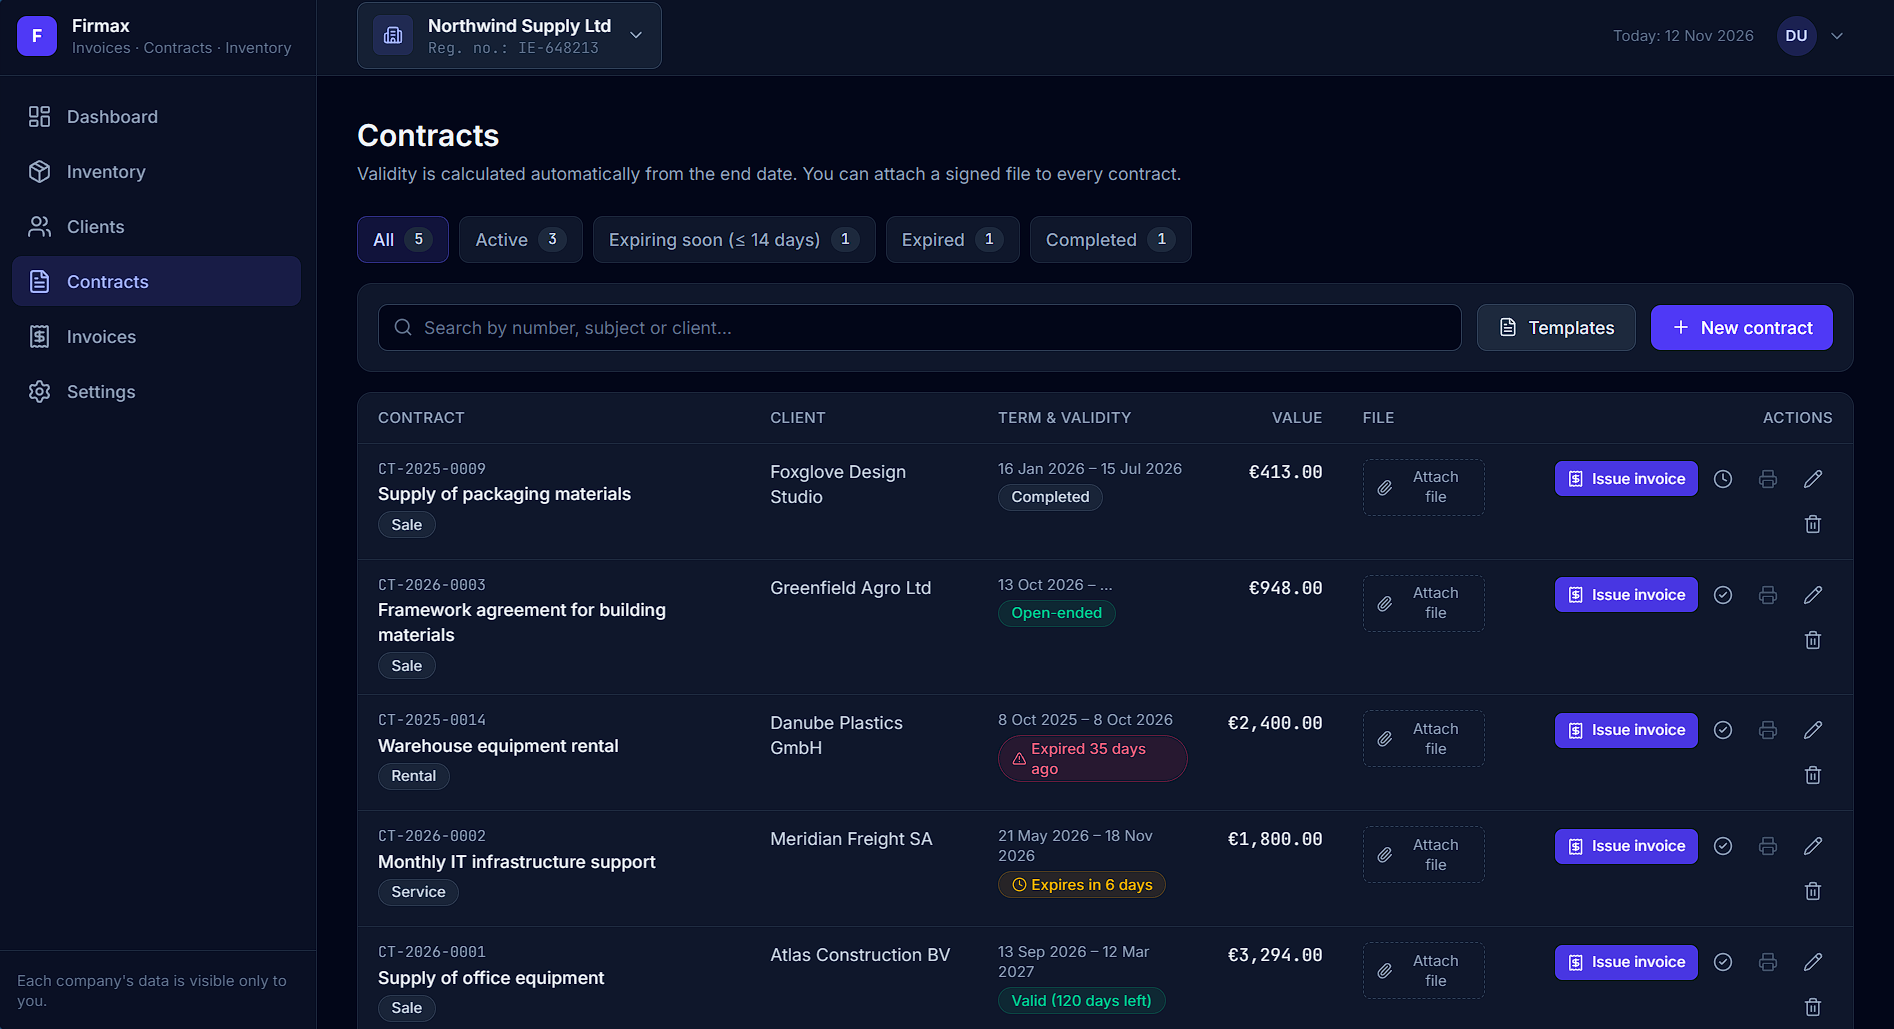 F
Firmax
Invoices · Contracts · Inventory
Northwind Supply Ltd
Reg. no.: IE-648213
Today: 12 Nov 2026
DU
Dashboard
Inventory
Clients
Contracts
Invoices
Settings
Each company's data is visible only to
you.
Contracts
Validity is calculated automatically from the end date. You can attach a signed file to every contract.
All 5
Active 3
Expiring soon (≤ 14 days) 1
Expired 1
Completed 1
Search by number, subject or client...
Templates
New contract
CONTRACT CLIENT TERM & VALIDITY VALUE FILE ACTIONS
CT-2025-0009
Supply of packaging materials
Sale
Foxglove Design
Studio
16 Jan 2026 – 15 Jul 2026
Completed
€413.00
Attach
file
Issue invoice
CT-2026-0003
Framework agreement for building
materials
Sale
Greenfield Agro Ltd
13 Oct 2026 – ...
Open-ended
€948.00
Attach
file
Issue invoice
CT-2025-0014
Warehouse equipment rental
Rental
Danube Plastics
GmbH
8 Oct 2025 – 8 Oct 2026
Expired 35 days
ago
€2,400.00
Attach
file
Issue invoice
CT-2026-0002
Monthly IT infrastructure support
Service
Meridian Freight SA
21 May 2026 – 18 Nov
2026
Expires in 6 days
€1,800.00
Attach
file
Issue invoice
CT-2026-0001
Supply of office equipment
Sale
Atlas Construction BV
13 Sep 2026 – 12 Mar
2027
Valid (120 days left)
€3,294.00
Attach
file
Issue invoice